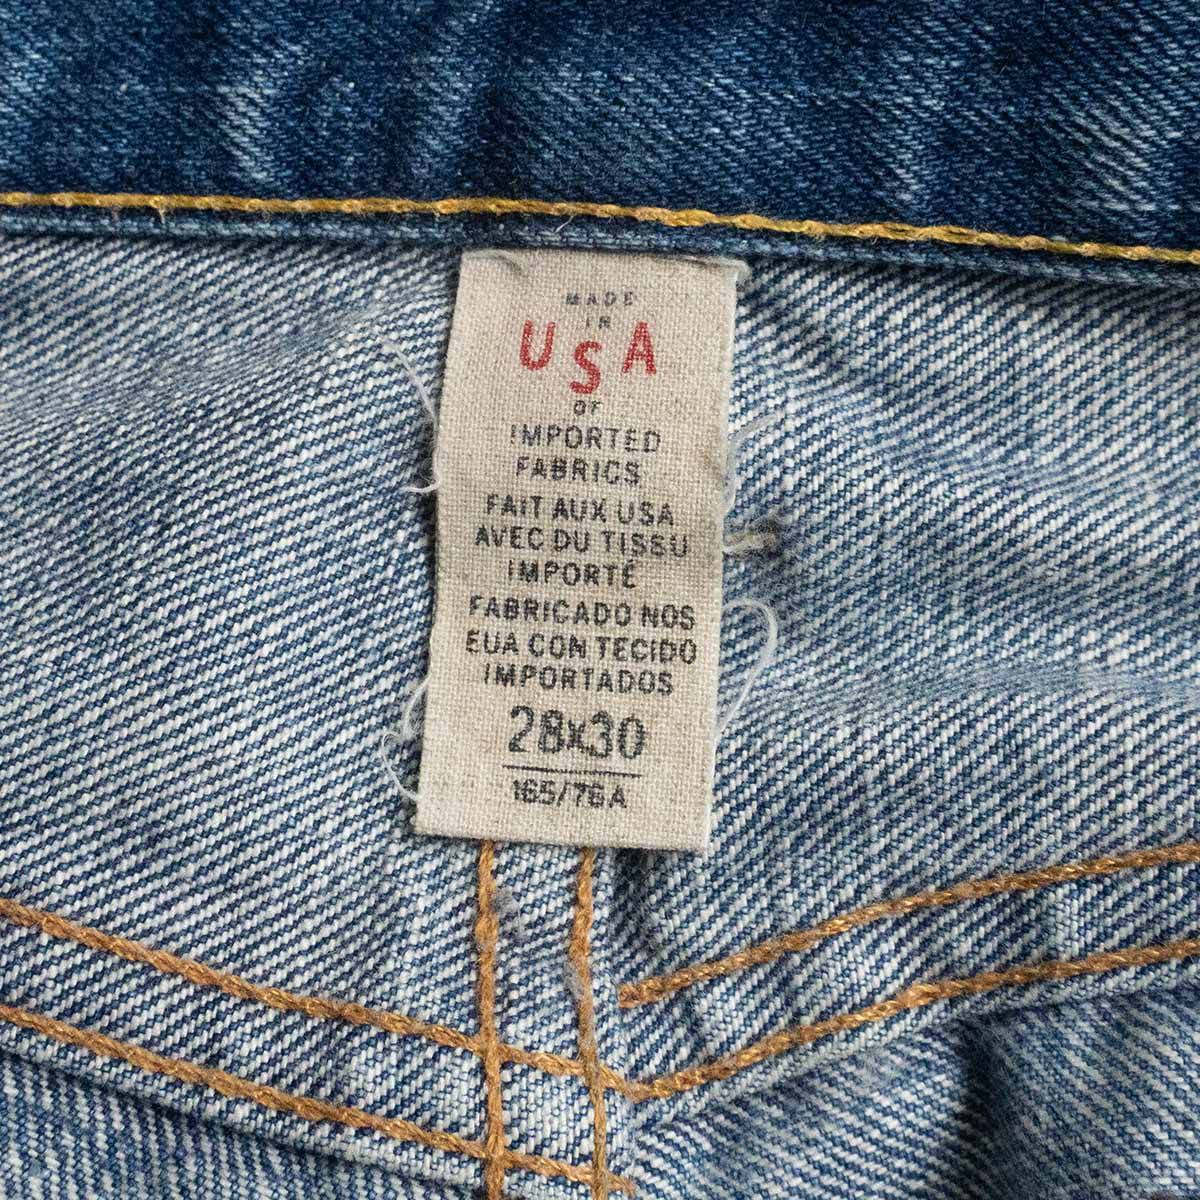 MADE
IN
USA
OF
IMPORTED
FABRICS
FAIT AUX USA
AVEC DU TISSU
IMPORTÉ
FABRICADO NOS
EUA CON TECIDO
IMPORTADOS
28x30
165/76A